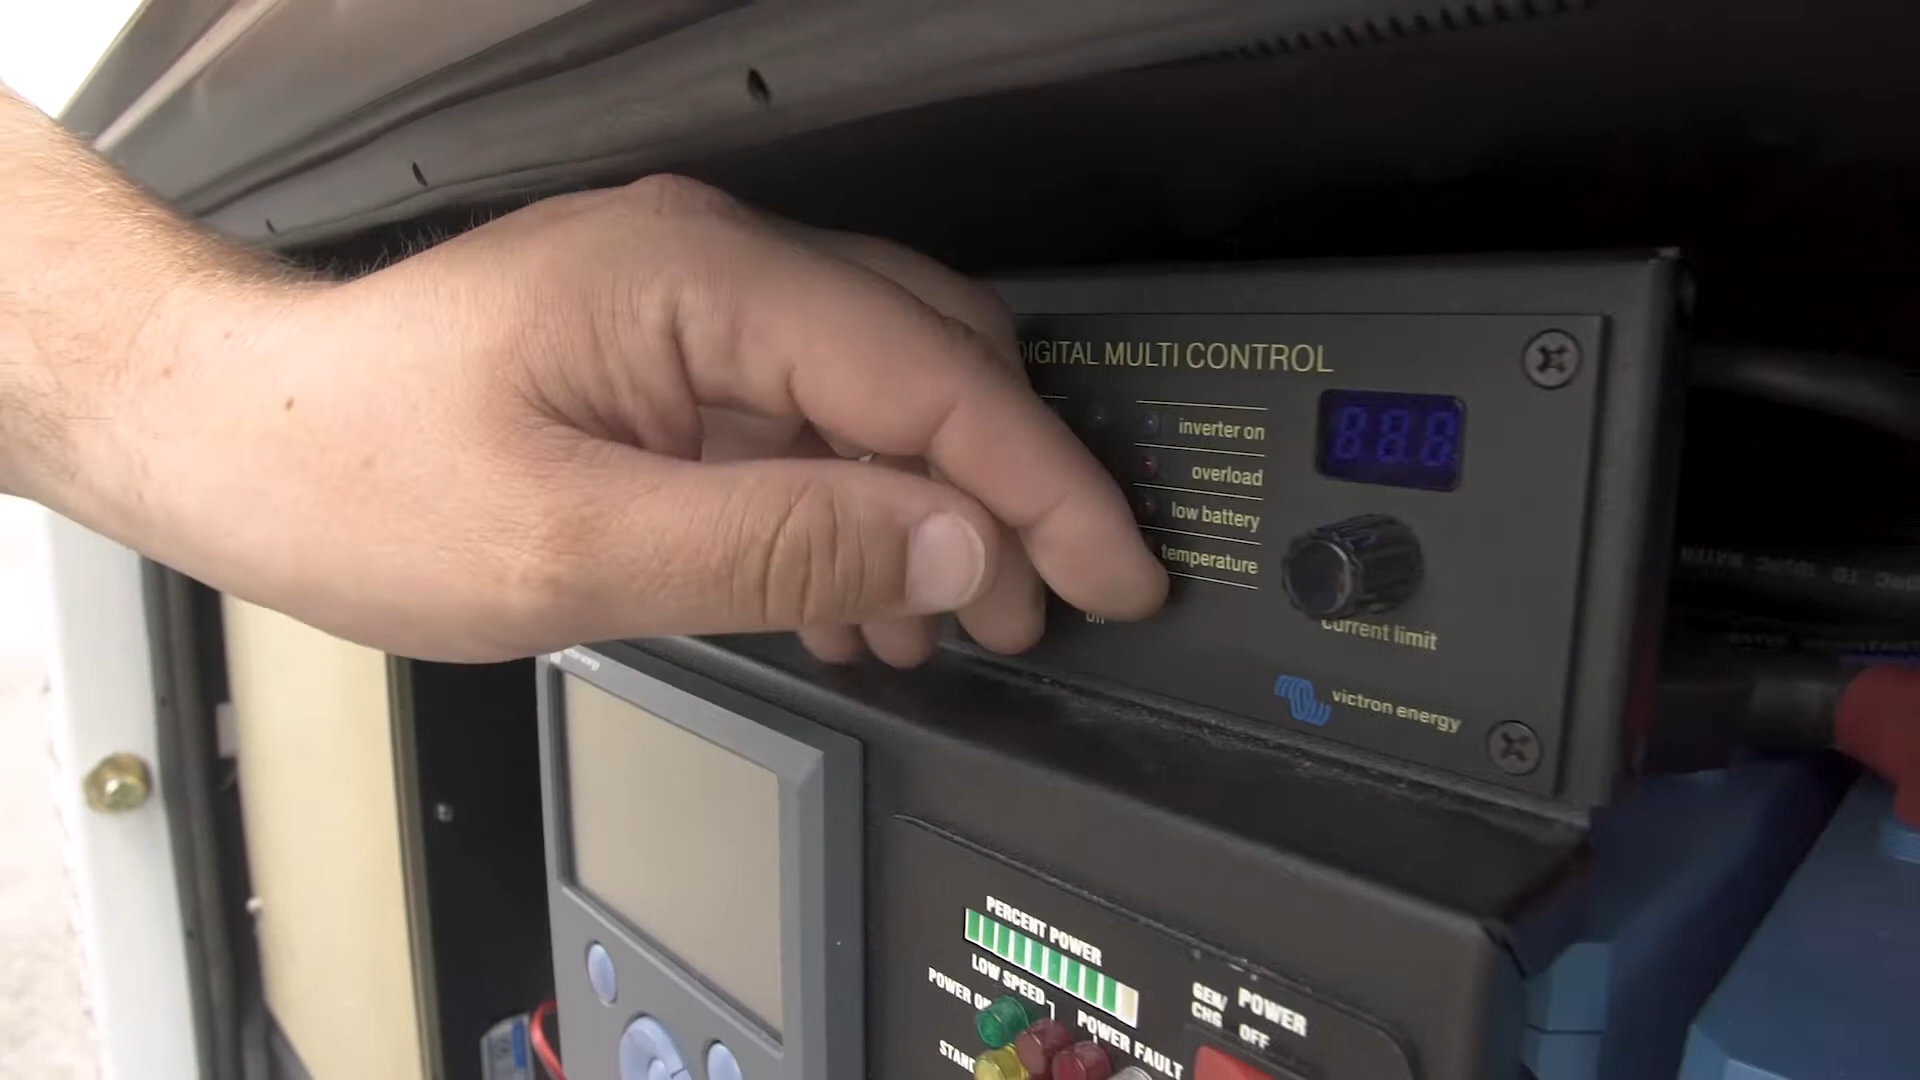 DIGITAL MULTI CONTROL
inverter on
overload
low battery
temperature
current limit
victron energy
PERCENT POWER
LOW SPEED
POWER
POWER FAULT
GEN/
CHG
POWER
OFF